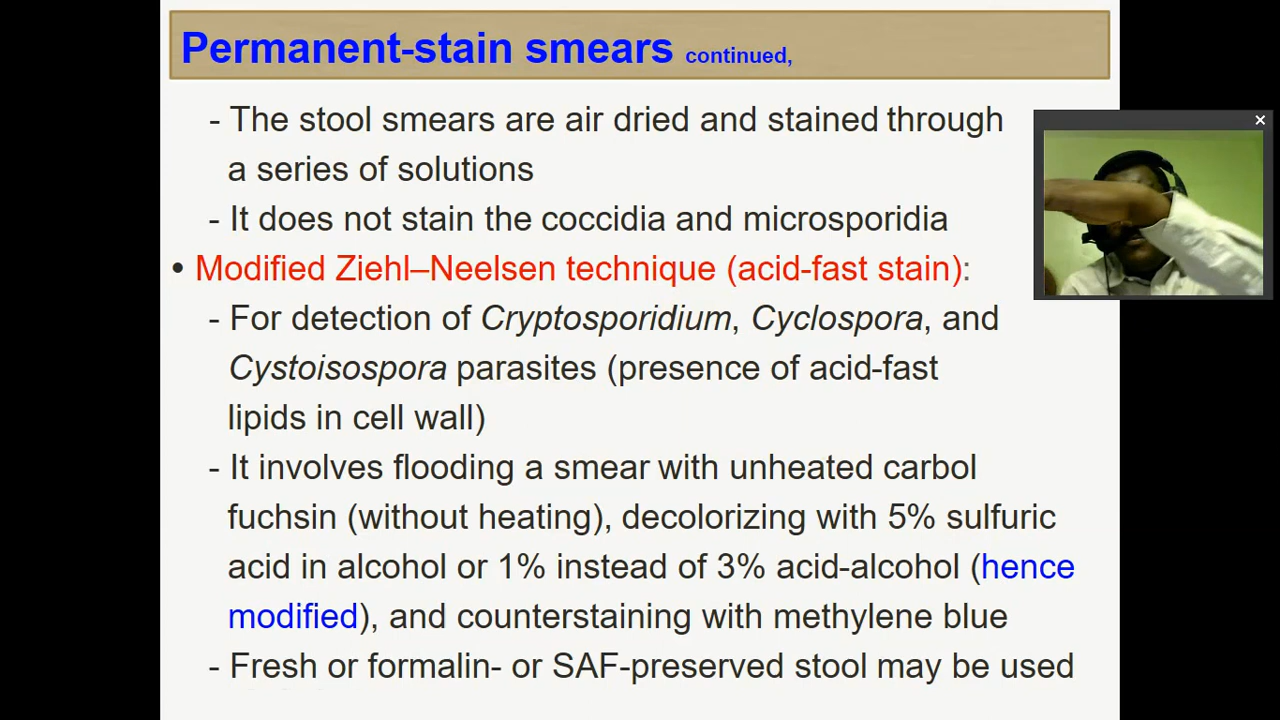 Permanent-stain smears continued,
- The stool smears are air dried and stained through
a series of solutions
- It does not stain the coccidia and microsporidia
• Modified Ziehl–Neelsen technique (acid-fast stain):
- For detection of Cryptosporidium, Cyclospora, and
Cystoisospora parasites (presence of acid-fast
lipids in cell wall)
- It involves flooding a smear with unheated carbol
fuchsin (without heating), decolorizing with 5% sulfuric
acid in alcohol or 1% instead of 3% acid-alcohol (hence
modified), and counterstaining with methylene blue
- Fresh or formalin- or SAF-preserved stool may be used